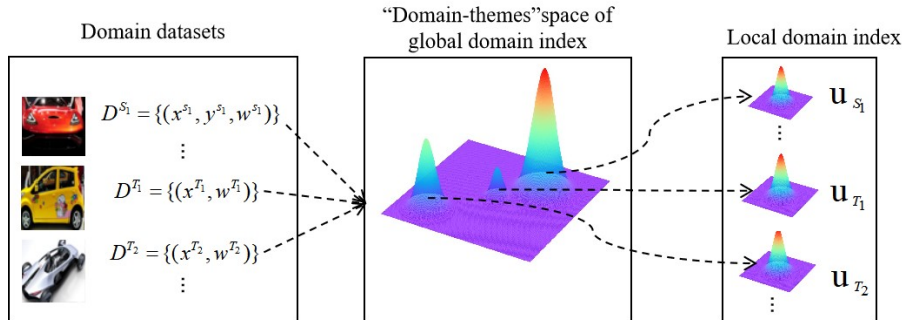 Domain datasets
“Domain-themes”space of
global domain index
Local domain index
D^{S_1} = {(x^{s_1}, y^{s_1}, w^{s_1})}
⋮
D^{T_1} = {(x^{T_1}, w^{T_1})}
D^{T_2} = {(x^{T_2}, w^{T_2})}
⋮
u_{S_1}
⋮
u_{T_1}
u_{T_2}
⋮